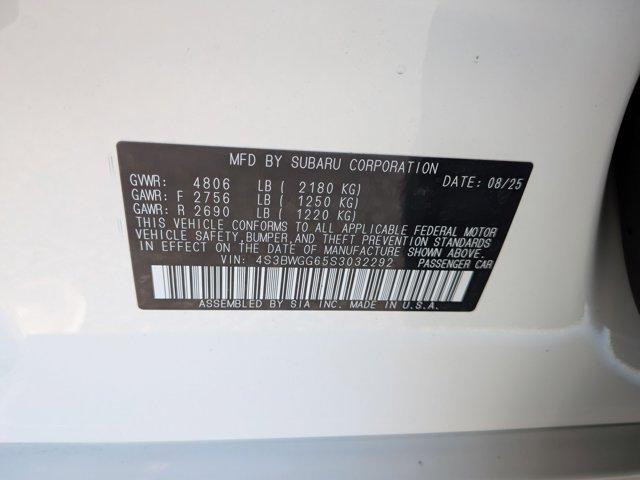 MFD BY SUBARU CORPORATION
GVWR: 4806 LB ( 2180 KG) DATE: 08/25
GAWR: F 2756 LB ( 1250 KG)
GAWR: R 2690 LB ( 1220 KG)
THIS VEHICLE CONFORMS TO ALL APPLICABLE FEDERAL MOTOR
VEHICLE SAFETY, BUMPER, AND THEFT PREVENTION STANDARDS
IN EFFECT ON THE DATE OF MANUFACTURE SHOWN ABOVE.
VIN: 4S3BWGG65S3032292 PASSENGER CAR
ASSEMBLED BY SIA INC. MADE IN U.S.A.